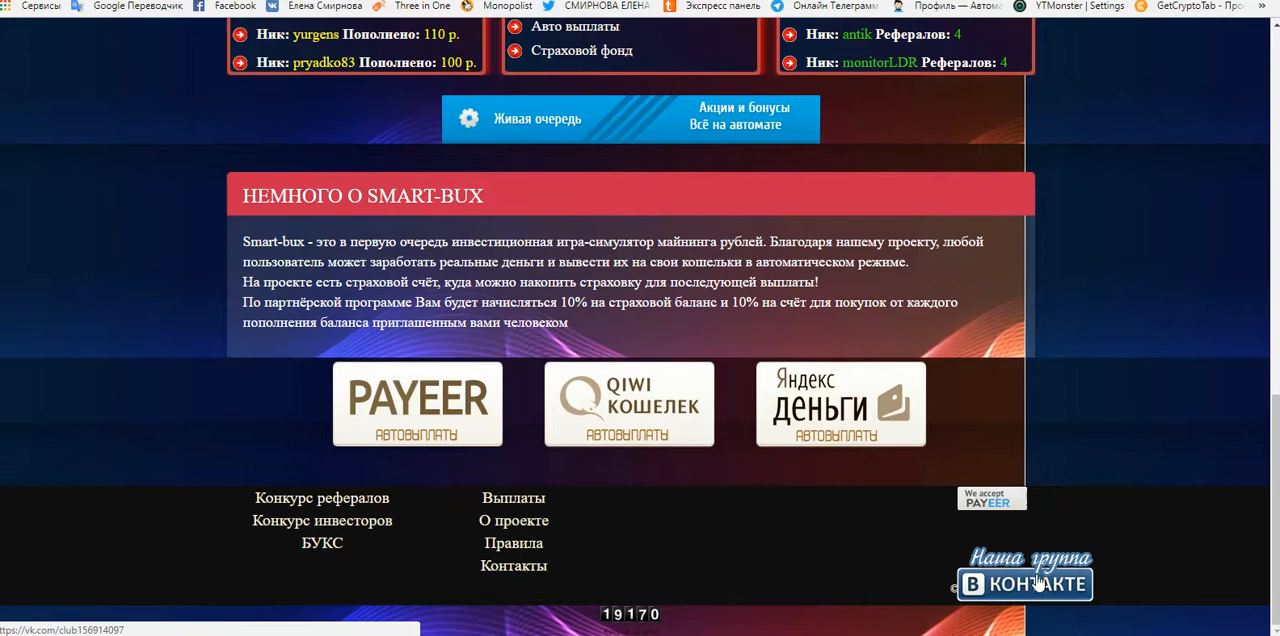 Сервисы Google Переводчик Facebook Елена Смирнова Three in One Monopolist СМИРНОВА ЕЛЕНА Экспресс панель Онлайн Телеграмм Профиль — Автома YTMonster | Settings GetCryptoTab - Про »
Ник: yurgens Пополнено: 110 р.
Ник: pryadko83 Пополнено: 100 р.
Авто выплаты
Страховой фонд
Ник: antik Рефералов: 4
Ник: monitorLDR Рефералов: 4
Живая очередь
Акции и бонусы
Всё на автомате
НЕМНОГО О SMART-BUX
Smart-bux - это в первую очередь инвестиционная игра-симулятор майнинга рублей. Благодаря нашему проекту, любой
пользователь может заработать реальные деньги и вывести их на свои кошельки в автоматическом режиме.
На проекте есть страховой счёт, куда можно накопить страховку для последующей выплаты!
По партнёрской программе Вам будет начисляться 10% на страховой баланс и 10% на счёт для покупок от каждого
пополнения баланса приглашенным вами человеком
PAYEER
АВТОВЫПЛАТЫ
QIWI
КОШЕЛЕК
АВТОВЫПЛАТЫ
Яндекс
деньги
АВТОВЫПЛАТЫ
Конкурс рефералов
Конкурс инвесторов
БУКС
Выплаты
О проекте
Правила
Контакты
We accept
PAYEER
Наша группа
В КОНТАКТЕ
©
19170
ttps://vk.com/club156914097